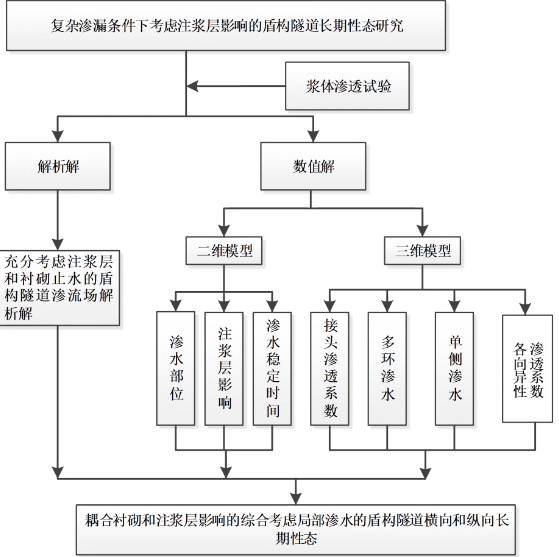 复杂渗漏条件下考虑注浆层影响的盾构隧道长期性态研究
浆体渗透试验
解析解
数值解
充分考虑注浆层
和衬砌止水的盾
构隧道渗流场解
析解
二维模型
三维模型
渗水部位
注浆层影响
渗水稳定时间
接头渗透系数
多环渗水
单侧渗水
渗透系数
各向异性
耦合衬砌和注浆层影响的综合考虑局部渗水的盾构隧道横向和纵向长
期性态